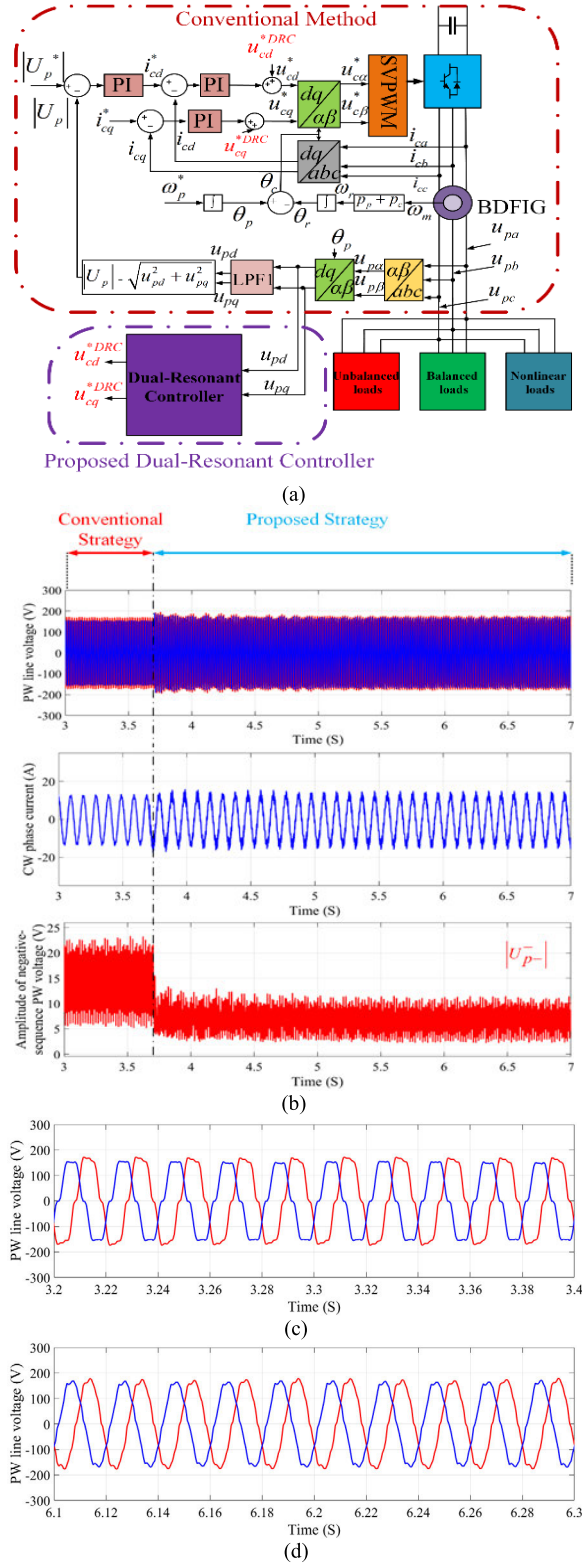 Conventional Method
|U_p^*|
PI
i_cd^*
PI
u_cd^{*DRC}
u_cd^*
dq
αβ
u_cα^*
SVPWM
|U_p|
i_cq^*
PI
u_cq^*
u_cβ^*
i_cq
i_cd
u_cq^{*DRC}
dq
abc
i_ca
i_cb
i_cc
ω_p^*
∫
θ_p
θ_c
θ_r
∫
ω_r
p_p + p_c
ω_m
BDFIG
u_pa
u_pb
u_pc
|U_p| - √(u_pd^2 + u_pq^2)
u_pd
u_pq
LPF1
θ_p
dq
αβ
u_pα
u_pβ
αβ
abc
u_cd^{*DRC}
u_cq^{*DRC}
Dual-Resonant
Controller
u_pd
u_pq
Unbalanced
loads
Balanced
loads
Nonlinear
loads
Proposed Dual-Resonant Controller
(a)
Conventional
Strategy
Proposed Strategy
PW line voltage (V)
300
200
100
0
-100
-200
-300
3 3.5 4 4.5 5 5.5 6 6.5 7
Time (S)
CW phase current (A)
20
0
-20
3 3.5 4 4.5 5 5.5 6 6.5 7
Time (S)
Amplitude of negative-
sequence PW voltage (V)
25
20
15
10
5
0
|U_{p-}^-|
3 3.5 4 4.5 5 5.5 6 6.5 7
Time (S)
(b)
PW line voltage (V)
300
200
100
0
-100
-200
-300
3.2 3.22 3.24 3.26 3.28 3.3 3.32 3.34 3.36 3.38 3.4
Time (S)
(c)
PW line voltage (V)
300
200
100
0
-100
-200
-300
6.1 6.12 6.14 6.16 6.18 6.2 6.22 6.24 6.26 6.28 6.3
Time (S)
(d)